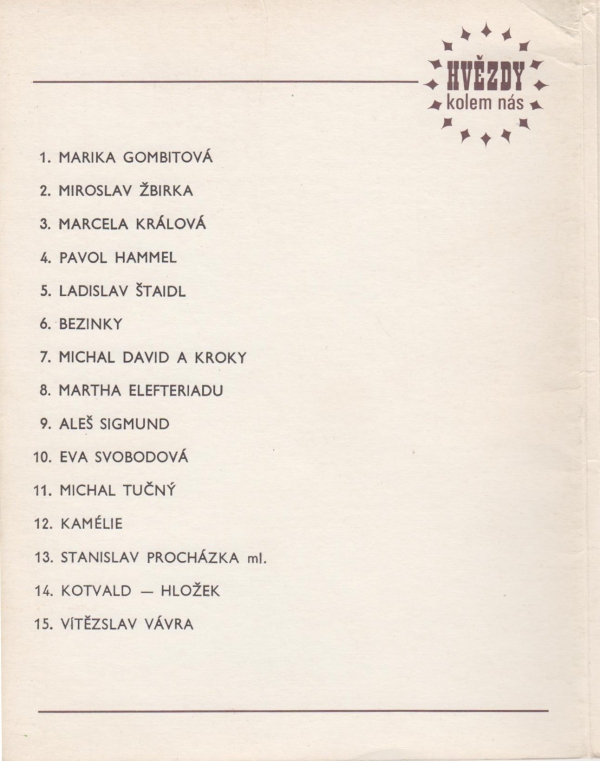 HVĚZDY
kolem nás
1. MARIKA GOMBITOVÁ
2. MIROSLAV ŽBIRKA
3. MARCELA KRÁLOVÁ
4. PAVOL HAMMEL
5. LADISLAV ŠTAIDL
6. BEZINKY
7. MICHAL DAVID A KROKY
8. MARTHA ELEFTERIADU
9. ALEŠ SIGMUND
10. EVA SVOBODOVÁ
11. MICHAL TUČNÝ
12. KAMÉLIE
13. STANISLAV PROCHÁZKA ml.
14. KOTVALD — HLOŽEK
15. VÍTĚZSLAV VÁVRA